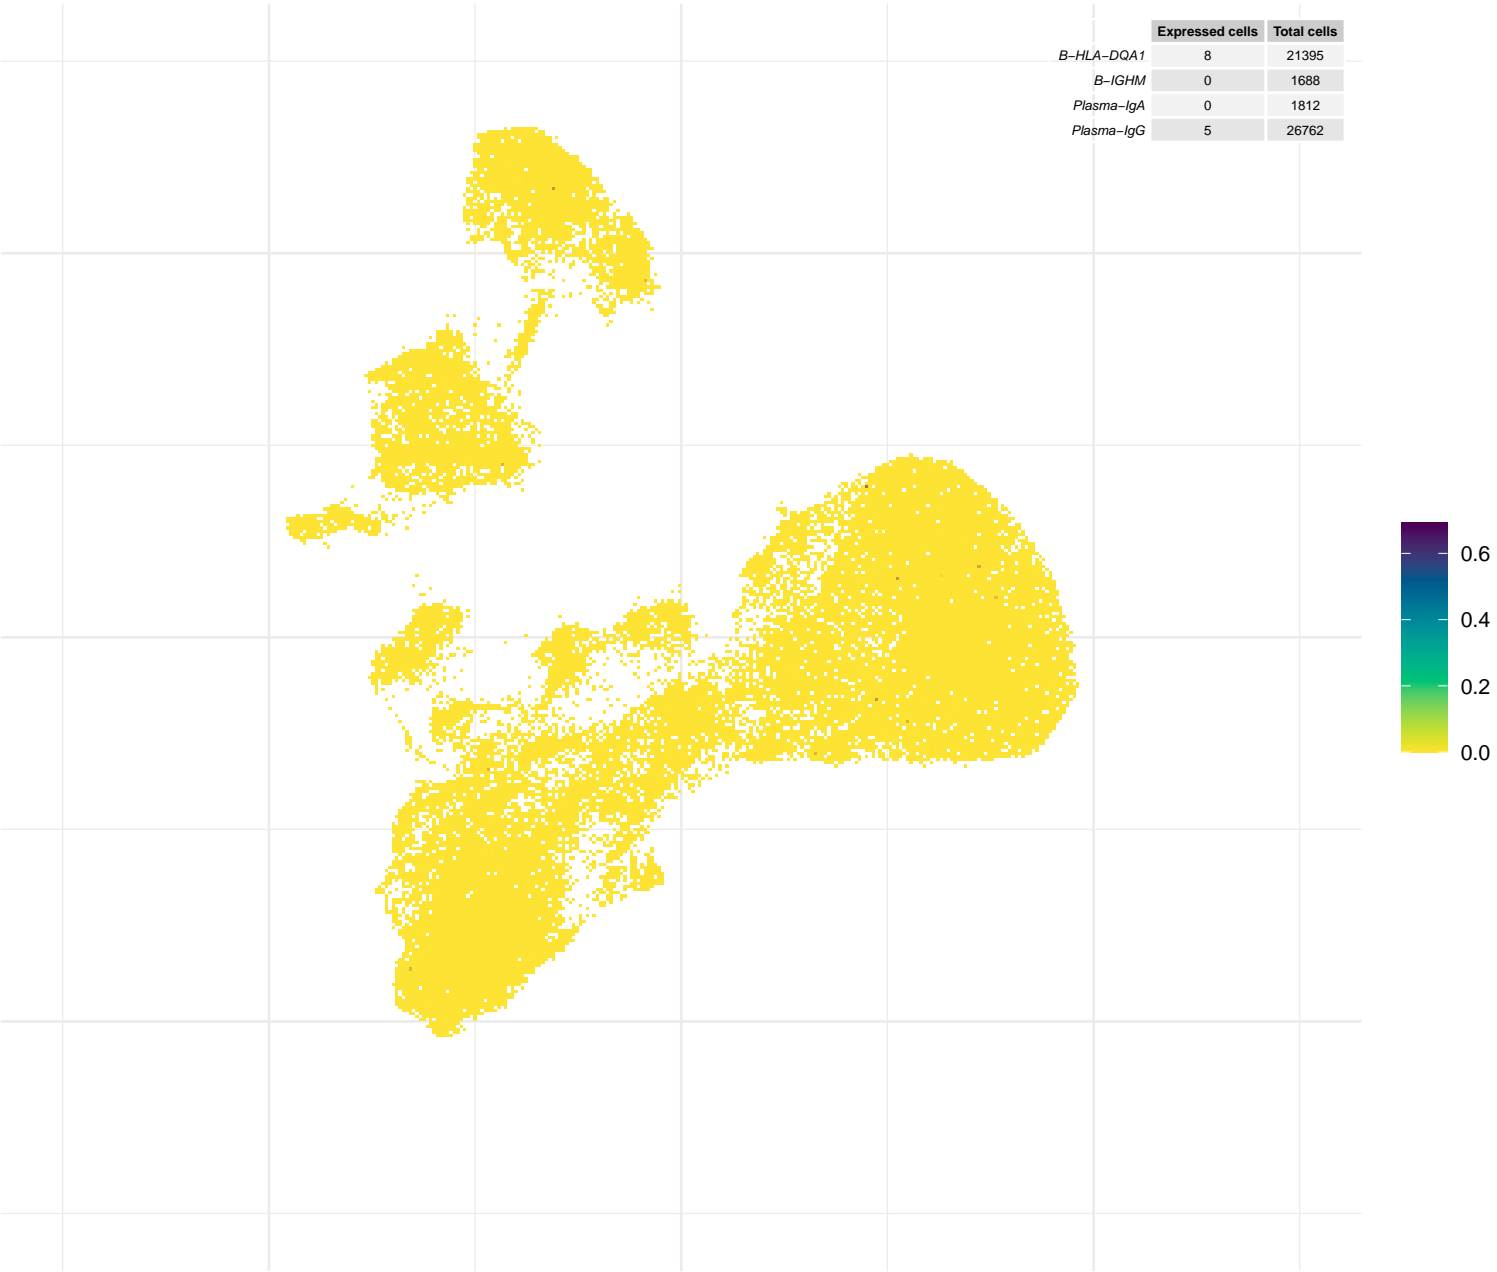 Expressed cells Total cells
B−HLA−DQA1 8 21395
B−IGHM 0 1688
Plasma−IgA 0 1812
Plasma−IgG 5 26762
0.6
0.4
0.2
0.0